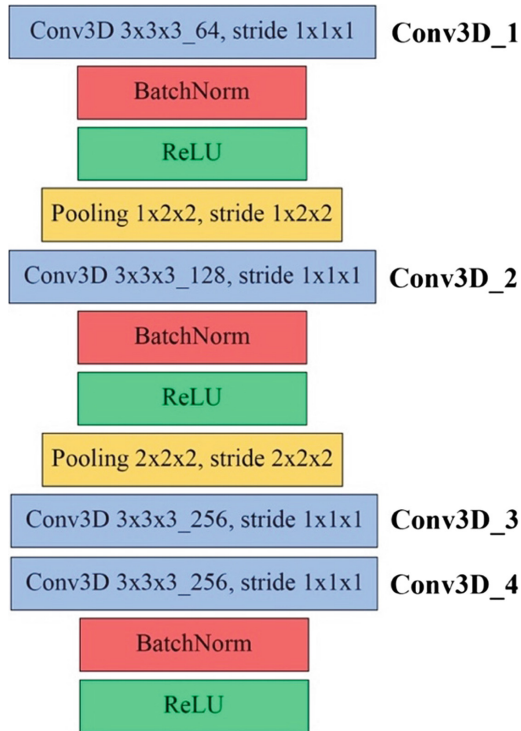 Conv3D 3x3x3_64, stride 1x1x1 Conv3D_1
BatchNorm
ReLU
Pooling 1x2x2, stride 1x2x2
Conv3D 3x3x3_128, stride 1x1x1 Conv3D_2
BatchNorm
ReLU
Pooling 2x2x2, stride 2x2x2
Conv3D 3x3x3_256, stride 1x1x1 Conv3D_3
Conv3D 3x3x3_256, stride 1x1x1 Conv3D_4
BatchNorm
ReLU